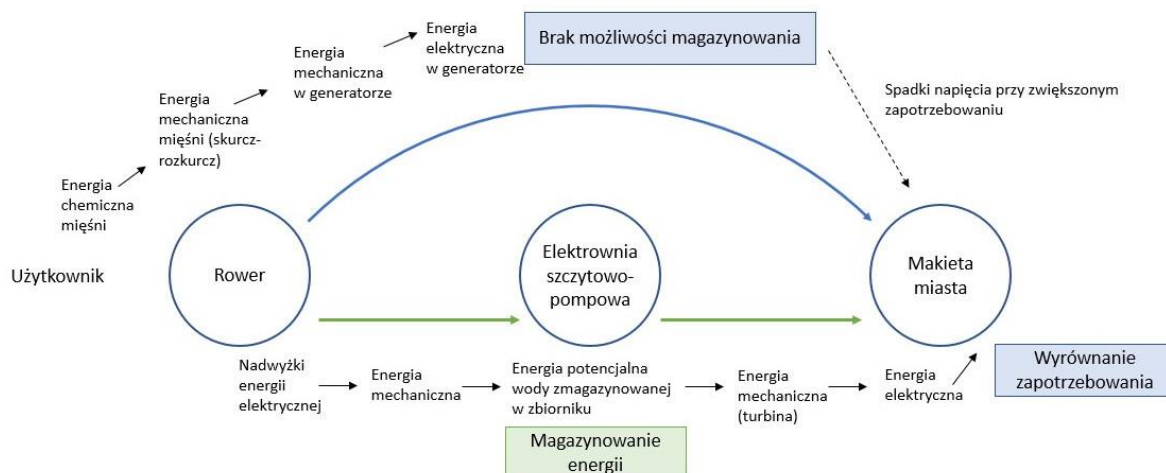 Energia
elektryczna
w generatorze
Brak możliwości magazynowania
Energia
mechaniczna
w generatorze
Spadki napięcia przy zwiększonym
zapotrzebowaniu
Energia
mechaniczna
mięśni (skurcz-
rozkurcz)
Energia
chemiczna
mięśni
Użytkownik
Rower
Elektrownia
szczytowo-
pompowa
Makieta
miasta
Nadwyżki
energii
elektrycznej
Energia
mechaniczna
Energia potencjalna
wody zmagazynowanej
w zbiorniku
Energia
mechaniczna
(turbina)
Energia
elektryczna
Wyrównanie
zapotrzebowania
Magazynowanie
energii